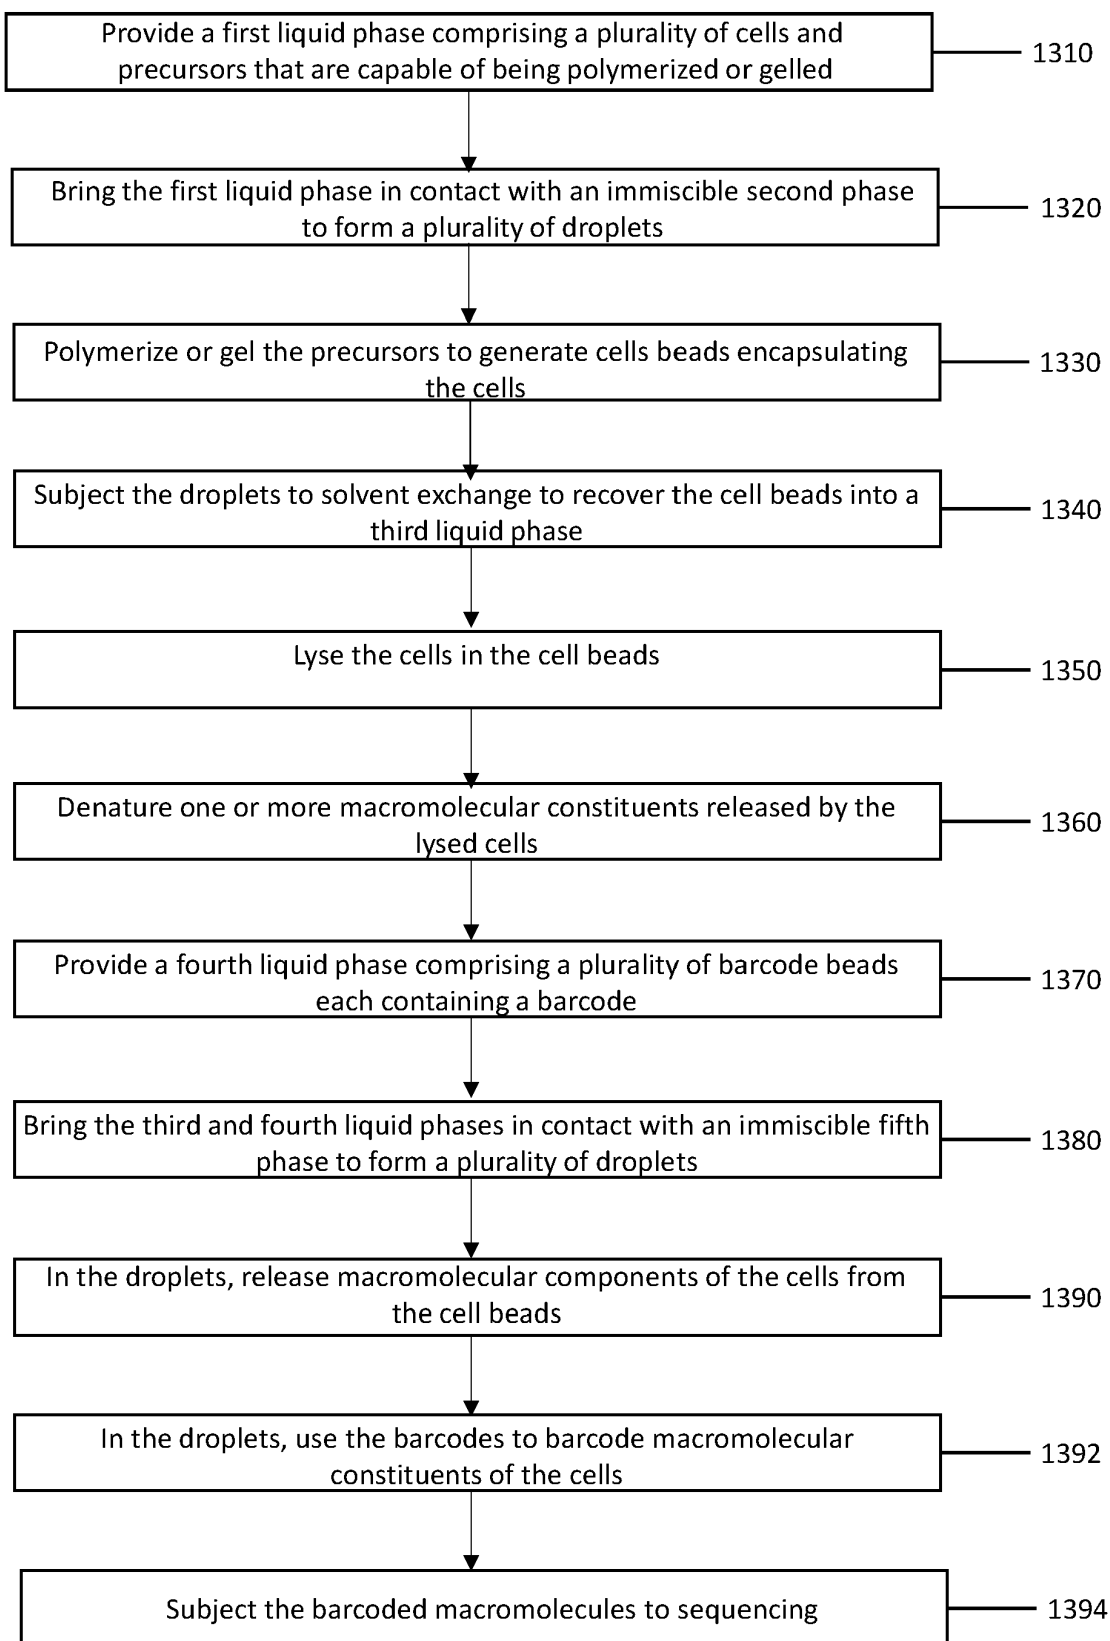 Provide a first liquid phase comprising a plurality of cells and
precursors that are capable of being polymerized or gelled
1310
Bring the first liquid phase in contact with an immiscible second phase
to form a plurality of droplets
1320
Polymerize or gel the precursors to generate cells beads encapsulating
the cells
1330
Subject the droplets to solvent exchange to recover the cell beads into a
third liquid phase
1340
Lyse the cells in the cell beads
1350
Denature one or more macromolecular constituents released by the
lysed cells
1360
Provide a fourth liquid phase comprising a plurality of barcode beads
each containing a barcode
1370
Bring the third and fourth liquid phases in contact with an immiscible fifth
phase to form a plurality of droplets
1380
In the droplets, release macromolecular components of the cells from
the cell beads
1390
In the droplets, use the barcodes to barcode macromolecular
constituents of the cells
1392
Subject the barcoded macromolecules to sequencing
1394